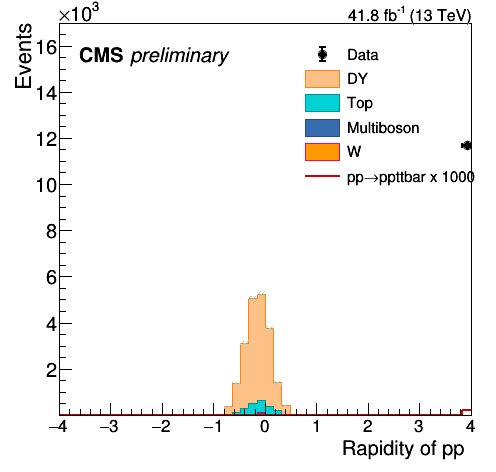 ×10³
41.8 fb⁻¹ (13 TeV)
Events
CMS preliminary
Data
DY
Top
Multiboson
W
pp→ppttbar x 1000
16
14
12
10
8
6
4
2
−4 −3 −2 −1 0 1 2 3 4
Rapidity of pp